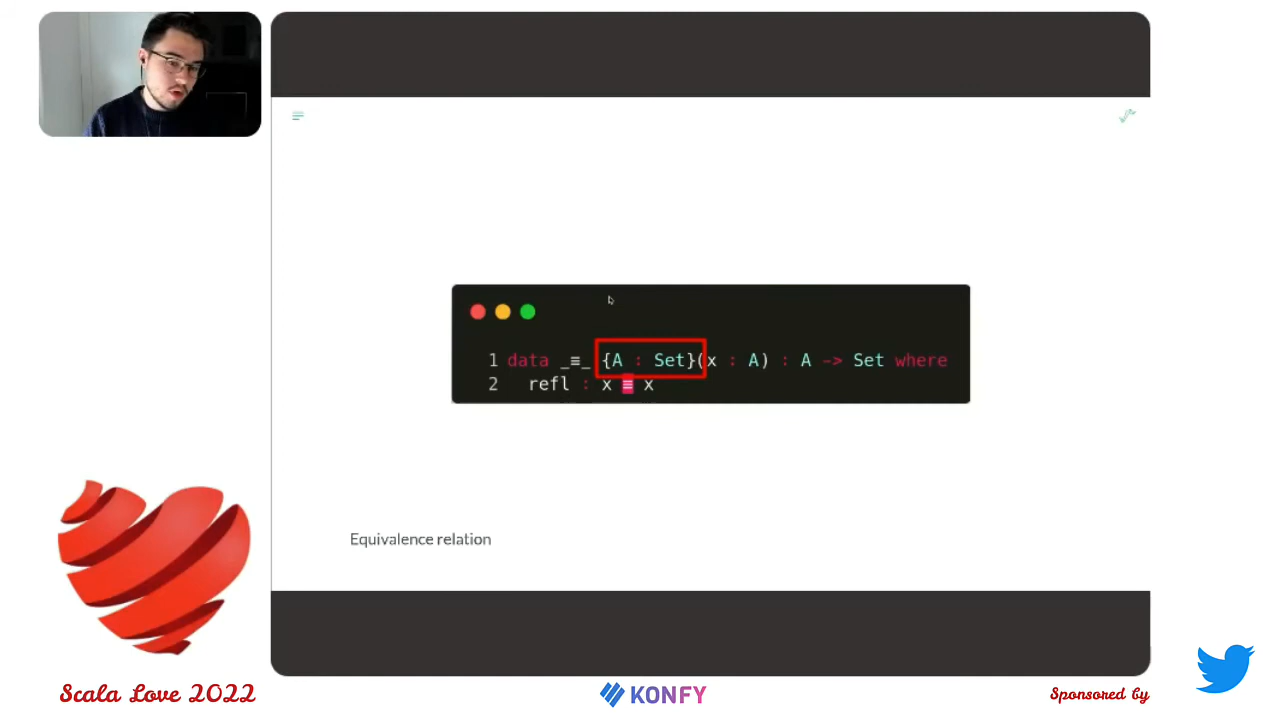 1 data _≡_ {A : Set}(x : A) : A -> Set where
2 refl : x ≡ x
Equivalence relation
Scala Love 2022
KONFY
Sponsored by